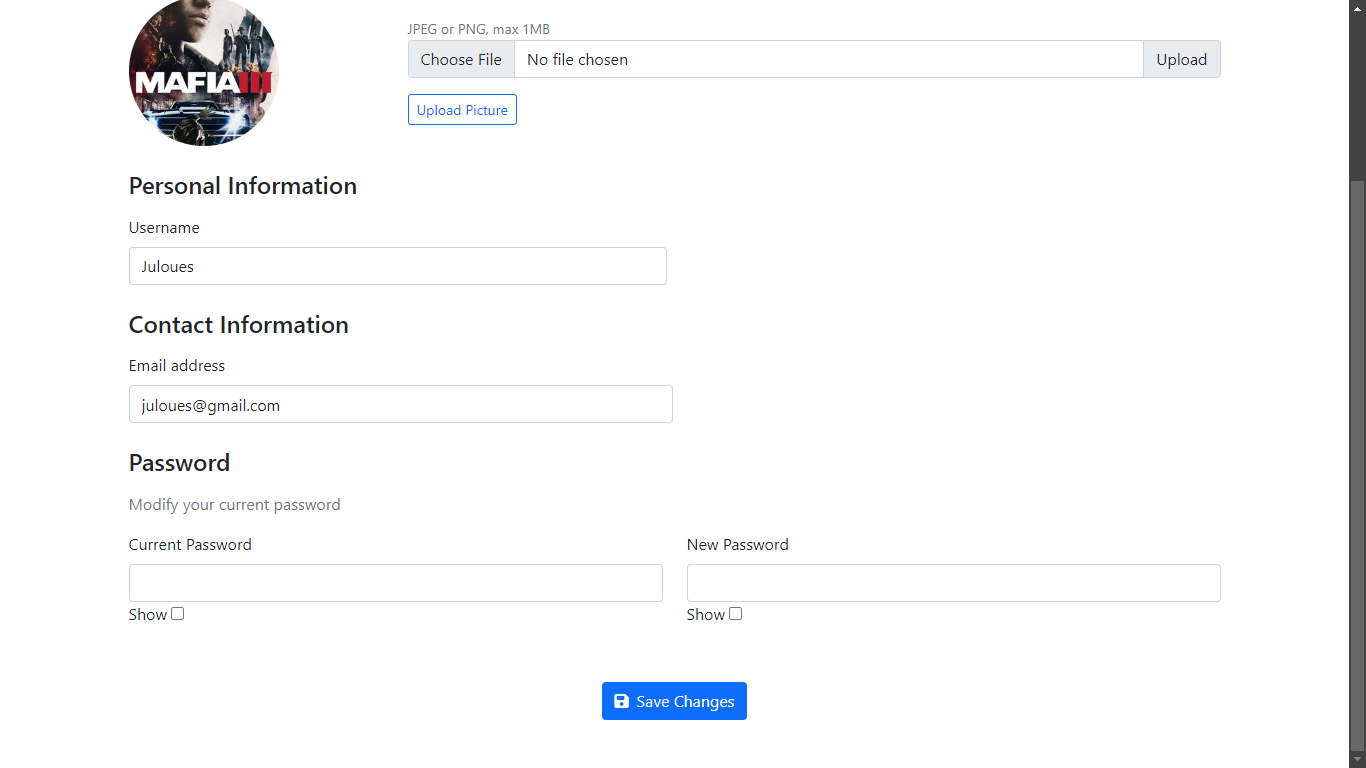 MAFIA III
JPEG or PNG, max 1MB
Choose File No file chosen Upload
Upload Picture
Personal Information
Username
Juloues
Contact Information
Email address
juloues@gmail.com
Password
Modify your current password
Current Password New Password
Show Show
Save Changes